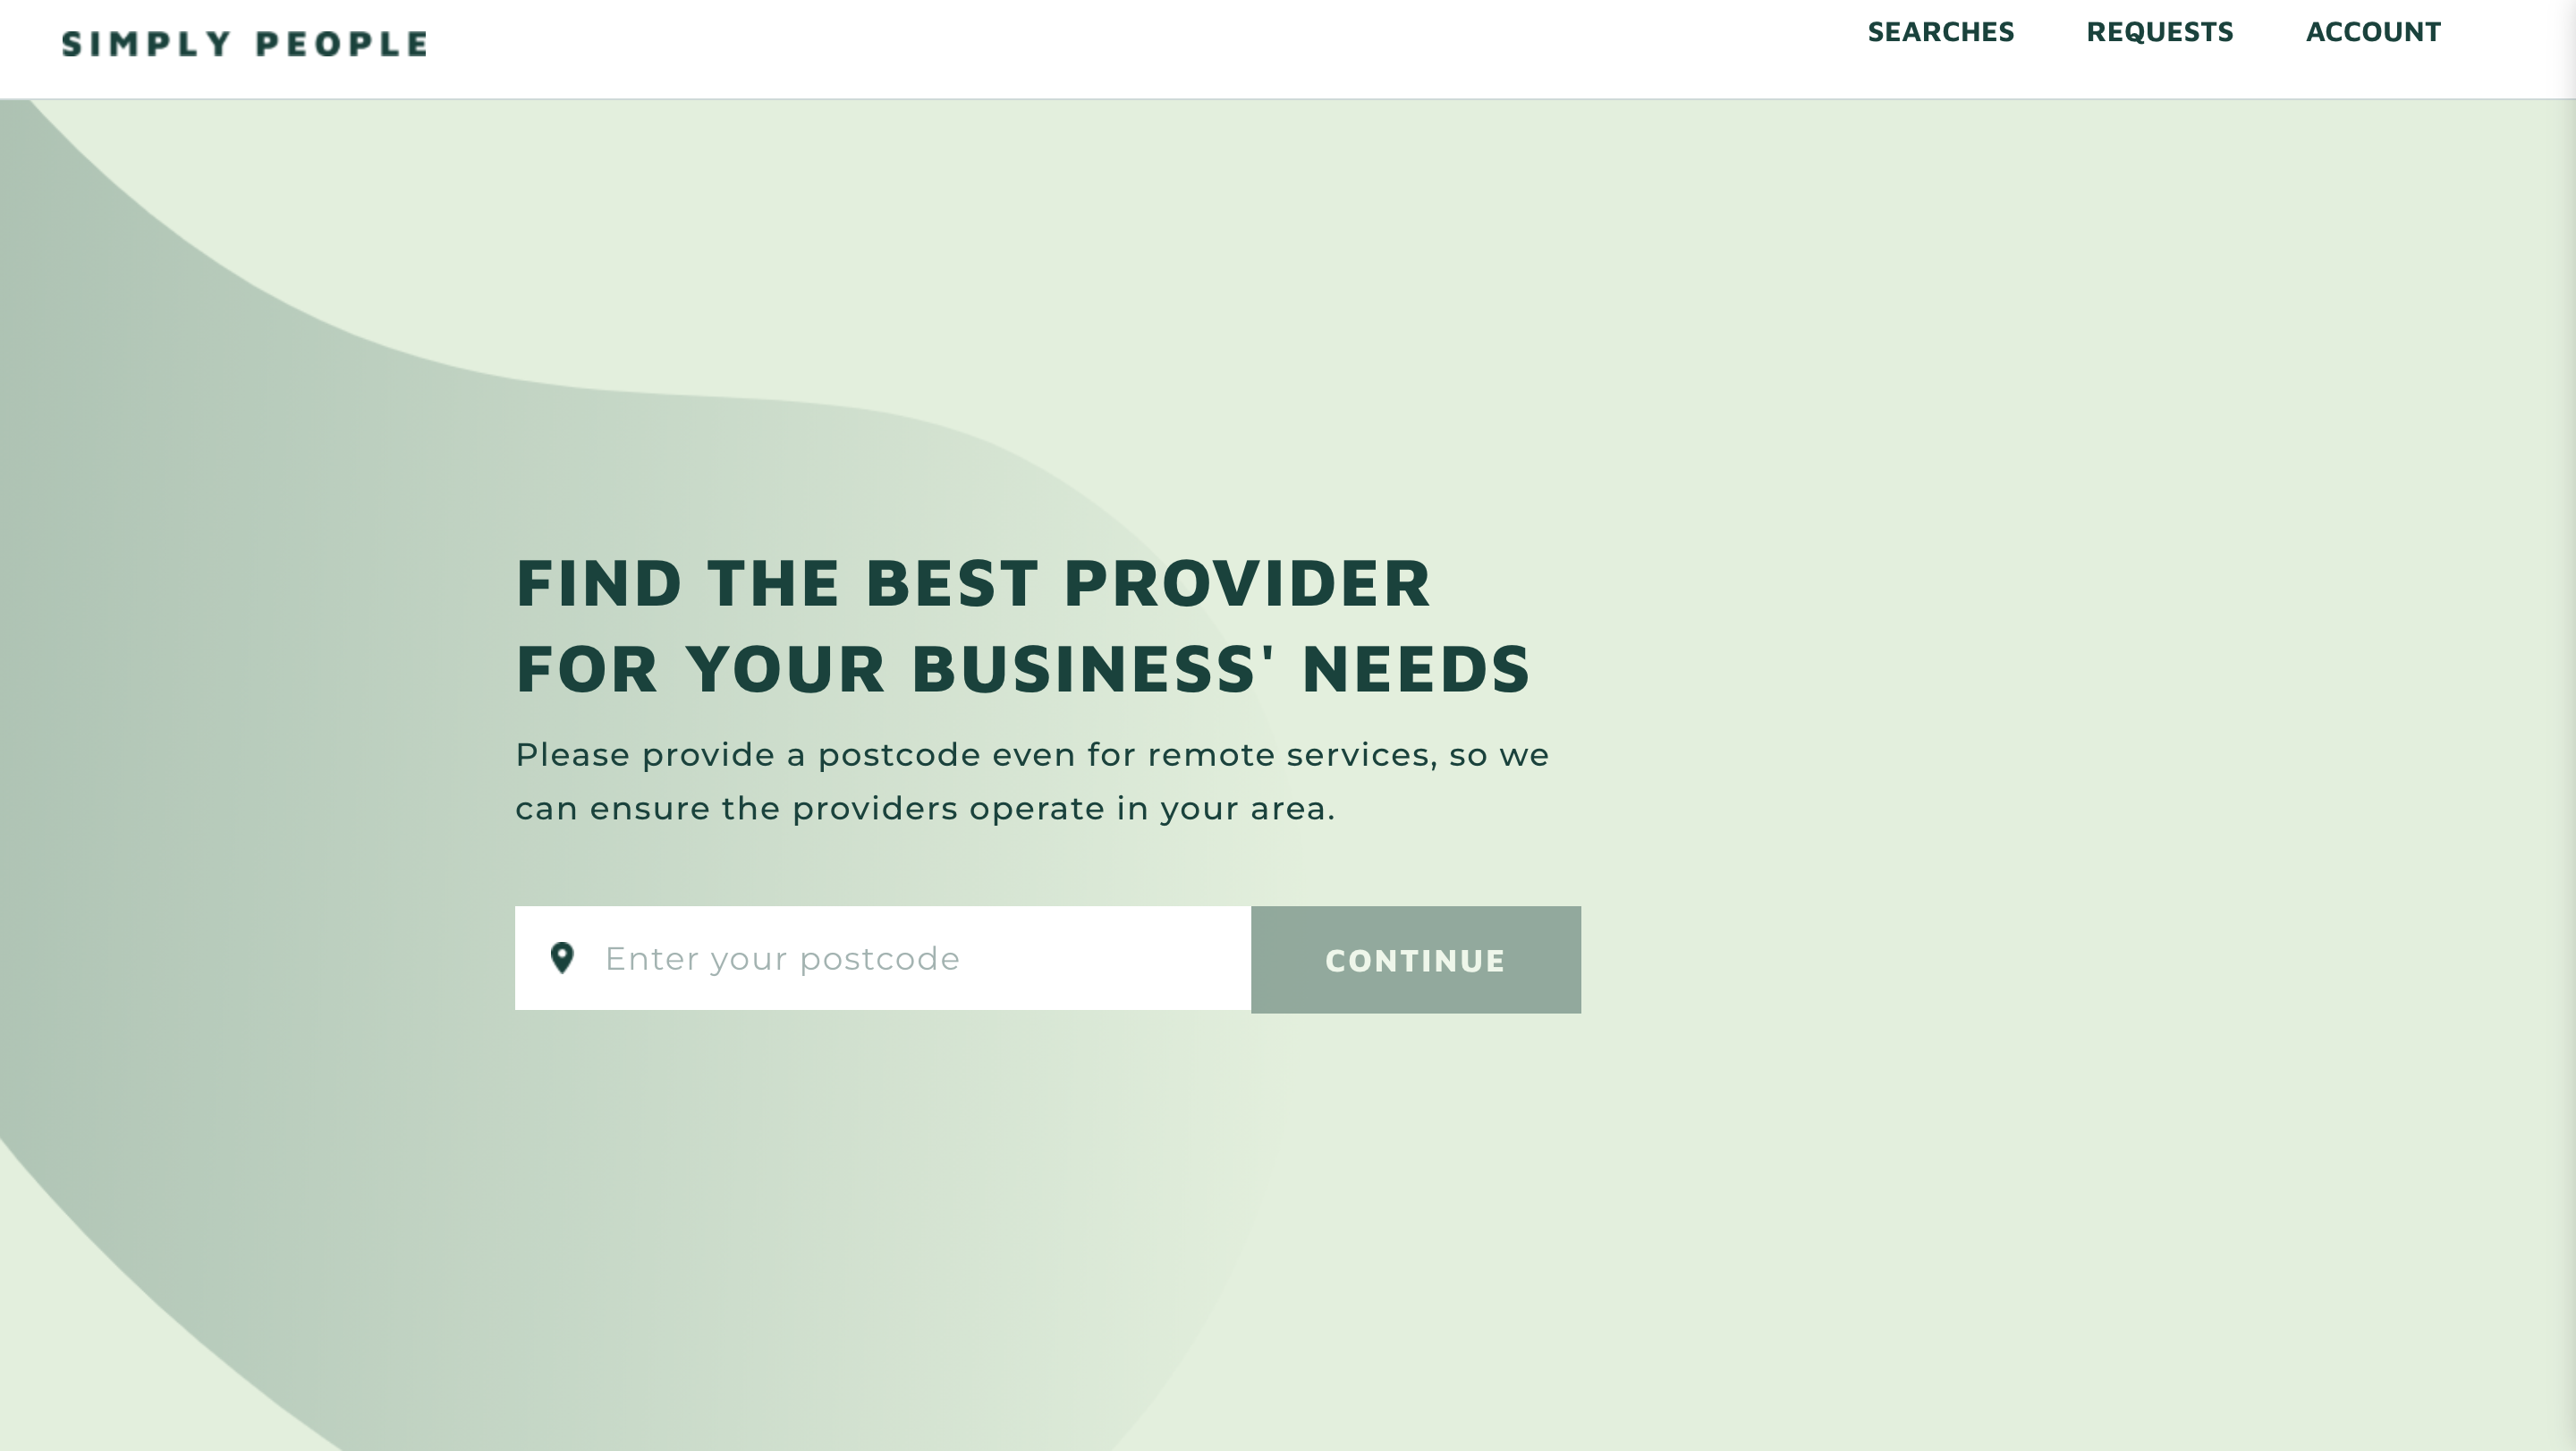 SIMPLY PEOPLE
SEARCHES
REQUESTS
ACCOUNT
FIND THE BEST PROVIDER
FOR YOUR BUSINESS' NEEDS
Please provide a postcode even for remote services, so we
can ensure the providers operate in your area.
Enter your postcode
CONTINUE